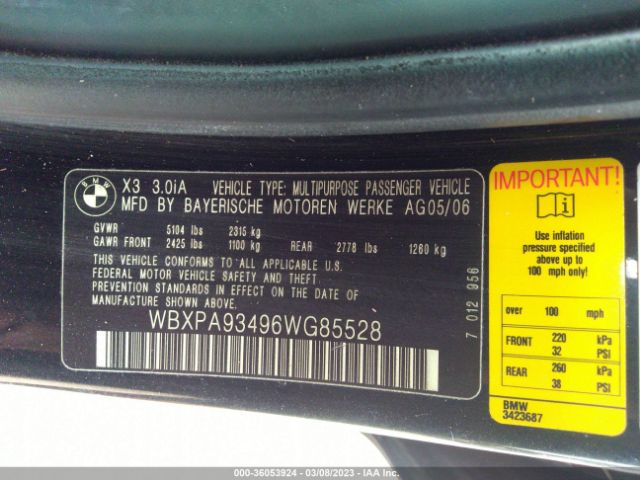 BMW
X3 3.0iA VEHICLE TYPE: MULTIPURPOSE PASSENGER VEHICLE
MFD BY BAYERISCHE MOTOREN WERKE AG05/06
GVWR 5104 lbs 2315 kg
GAWR FRONT 2425 lbs 1100 kg REAR 2778 lbs 1260 kg
THIS VEHICLE CONFORMS TO ALL APPLICABLE U.S.
FEDERAL MOTOR VEHICLE SAFETY AND THEFT
PREVENTION STANDARDS IN EFFECT ON THE DATE OF
MANUFACTURE SHOWN ABOVE.
WBXPA93496WG85528
7 012 956
IMPORTANT!
Use inflation
pressure specified
above up to
100 mph only!
over 100 mph
FRONT 220 kPa
32 PSI
REAR 260 kPa
38 PSI
BMW
3423687
000-36053924 - 03/08/2023 - IAA Inc.